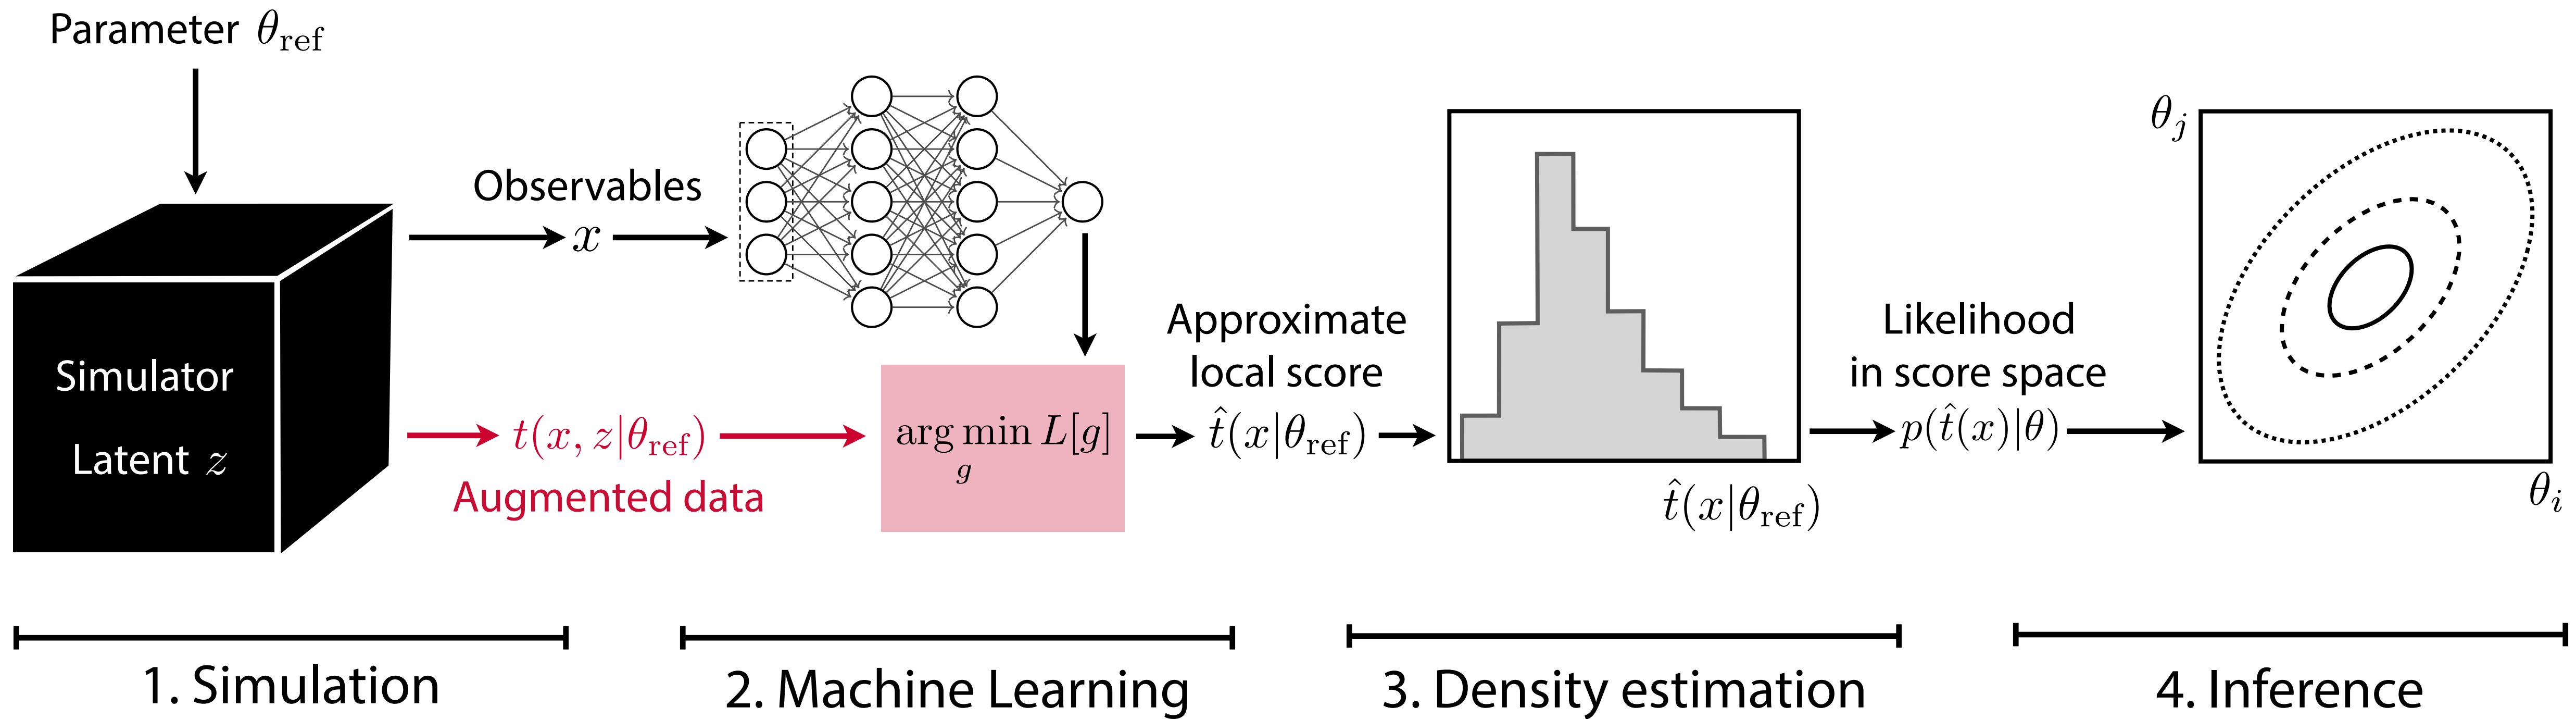 Parameter θ_ref
Simulator
Latent z
Observables
x
t(x, z|θ_ref)
Augmented data
arg min L[g]
g
Approximate
local score
t̂(x|θ_ref)
t̂(x|θ_ref)
Likelihood
in score space
p(t̂(x)|θ)
θ_j
θ_i
1. Simulation
2. Machine Learning
3. Density estimation
4. Inference